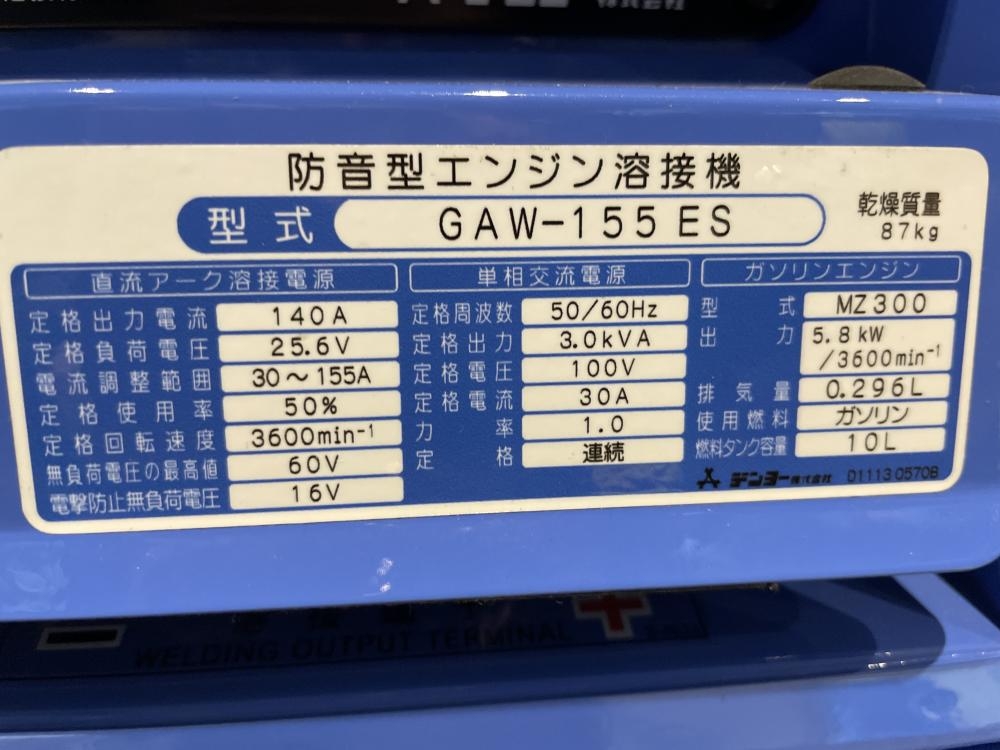 株式会社
防音型エンジン溶接機
型式 GAW-155ES
乾燥質量
87kg
直流アーク溶接電源
定格出力電流 140A
定格負荷電圧 25.6V
電流調整範囲 30～155A
定格使用率 50%
定格回転速度 3600min-1
無負荷電圧の最高値 60V
電撃防止無負荷電圧 16V
単相交流電源
定格周波数 50/60Hz
定格出力 3.0kVA
定格電圧 100V
定格電流 30A
力率 1.0
定格 連続
ガソリンエンジン
型式 MZ300
出力 5.8kW
/3600min-1
排気量 0.296L
使用燃料 ガソリン
燃料タンク容量 10L
デンヨー株式会社 0111305708
WELDING OUTPUT TERMINAL